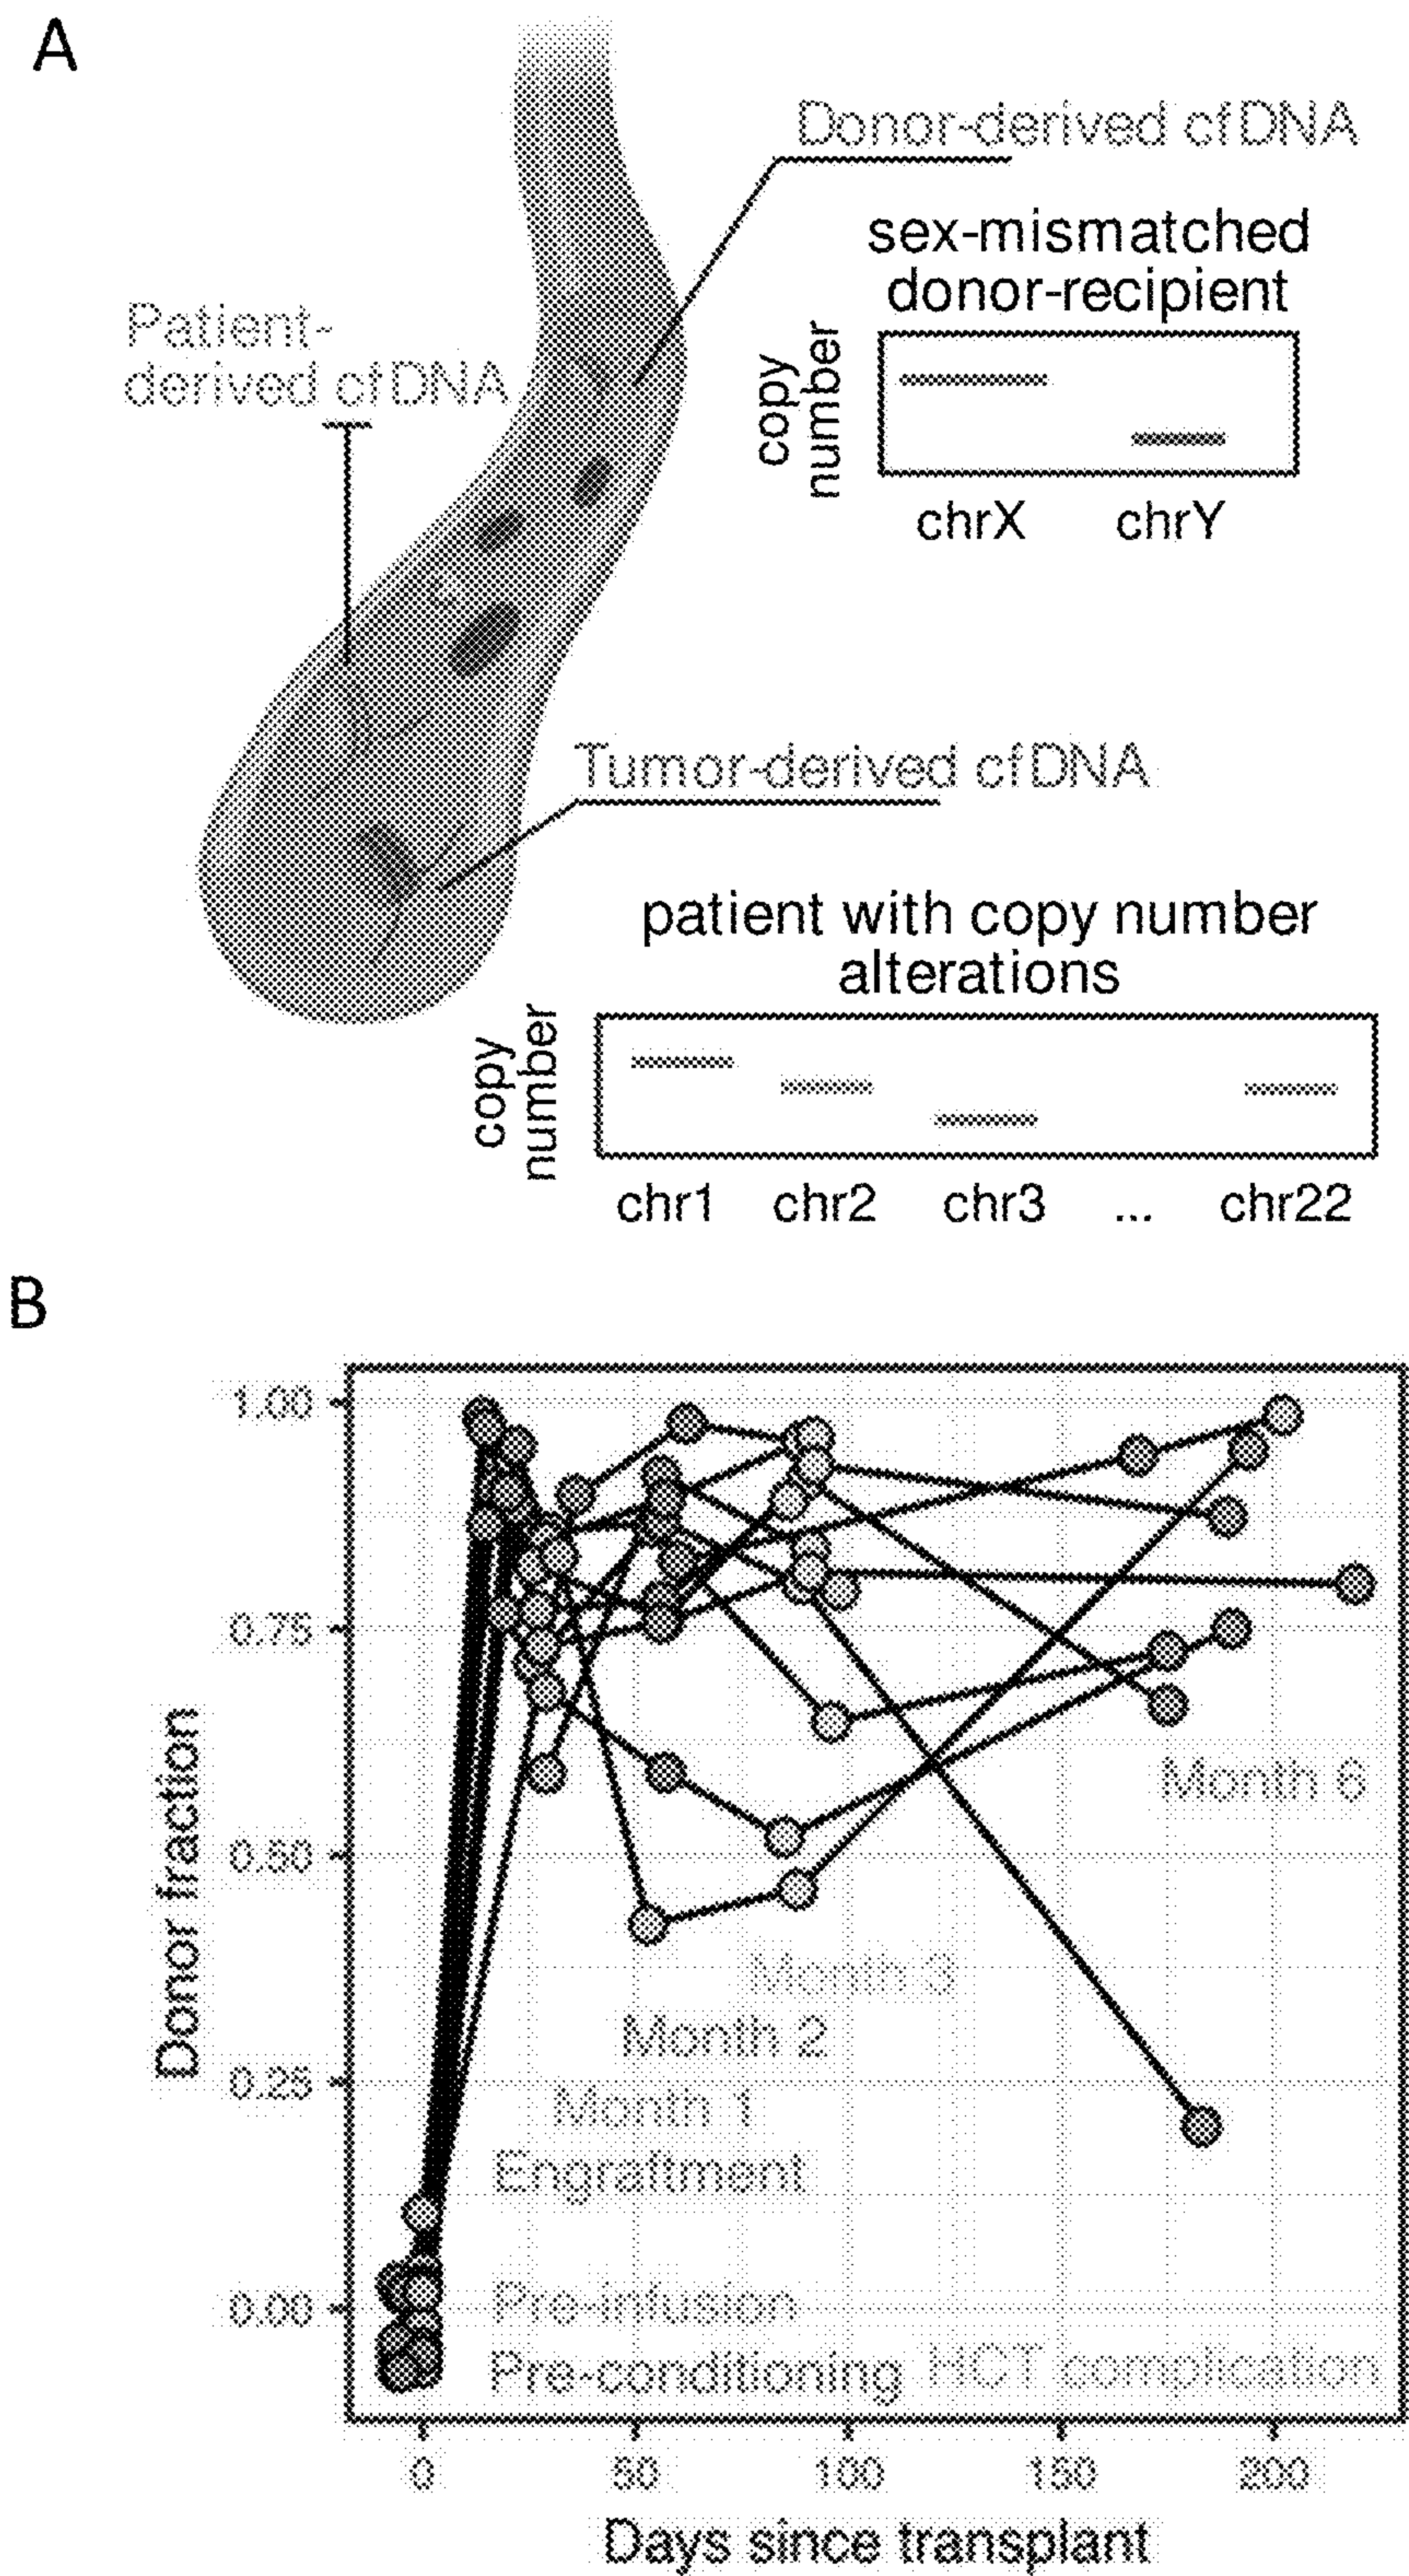 A
Donor-derived cfDNA
sex-mismatched
donor-recipient
Patient-
derived cfDNA
copy
number
chrX chrY
Tumor-derived cfDNA
patient with copy number
alterations
copy
number
chr1 chr2 chr3 ... chr22
B
1.00
0.75
0.50
0.25
0.00
Donor fraction
Month 6
Month 3
Month 2
Month 1
Engraftment
Pre-infusion
Pre-conditioning HCT complication
0 50 100 150 200
Days since transplant